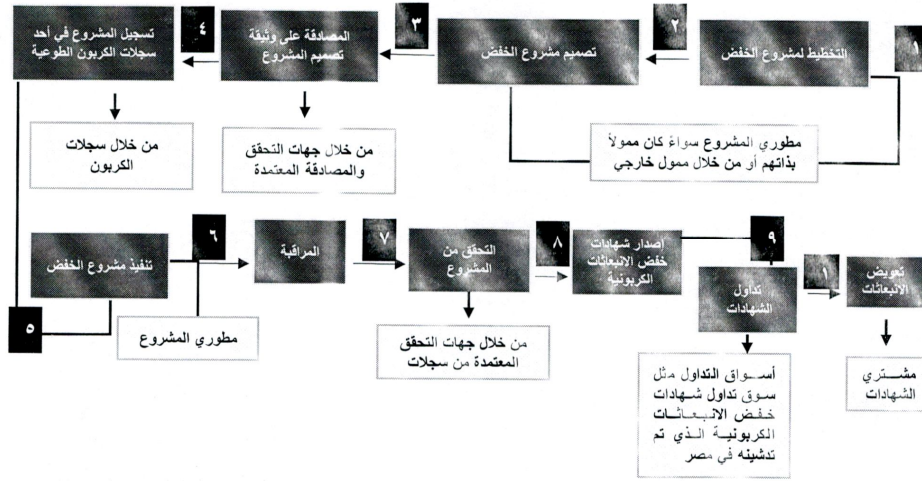 التخطيط لمشروع الخفض
٢
تصميم مشروع الخفض
٣
المصادقة على وثيقة
تصميم المشروع
٤
تسجيل المشروع في أحد
سجلات الكربون الطوعية
مطوري المشروع سواءً كان ممولاً
بذاتهم أو من خلال ممول خارجي
من خلال جهات التحقق
والمصادقة المعتمدة
من خلال سجلات
الكربون
٥
تنفيذ مشروع الخفض
مطوري المشروع
٦
المراقبة
٧
التحقق من
المشروع
من خلال جهات التحقق
المعتمدة من سجلات
٨
إصدار شهادات
خفض الانبعاثات
الكربونية
٩
تداول
الشهادات
أسواق التداول مثل
سوق تداول شهادات
خفض الانبعاثات
الكربونية الذي تم
تدشينه في مصر
١
تعويض
الانبعاثات
مشتري
الشهادات